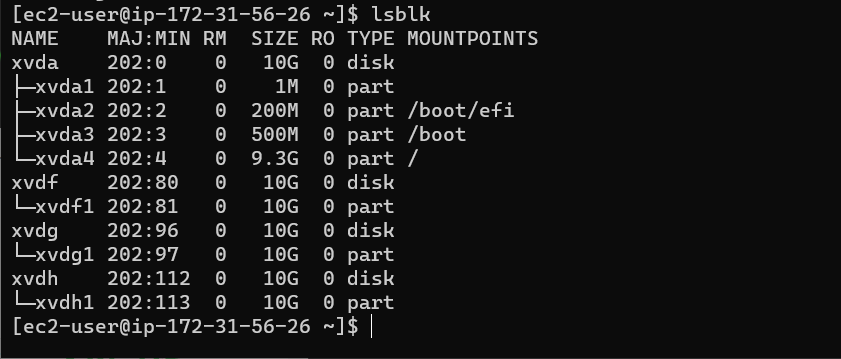 [ec2-user@ip-172-31-56-26 ~]$ lsblk
NAME    MAJ:MIN RM  SIZE RO TYPE MOUNTPOINTS
xvda    202:0    0   10G  0 disk
├─xvda1 202:1    0    1M  0 part
├─xvda2 202:2    0  200M  0 part /boot/efi
├─xvda3 202:3    0  500M  0 part /boot
└─xvda4 202:4    0  9.3G  0 part /
xvdf    202:80   0   10G  0 disk
└─xvdf1 202:81   0   10G  0 part
xvdg    202:96   0   10G  0 disk
└─xvdg1 202:97   0   10G  0 part
xvdh    202:112  0   10G  0 disk
└─xvdh1 202:113  0   10G  0 part
[ec2-user@ip-172-31-56-26 ~]$